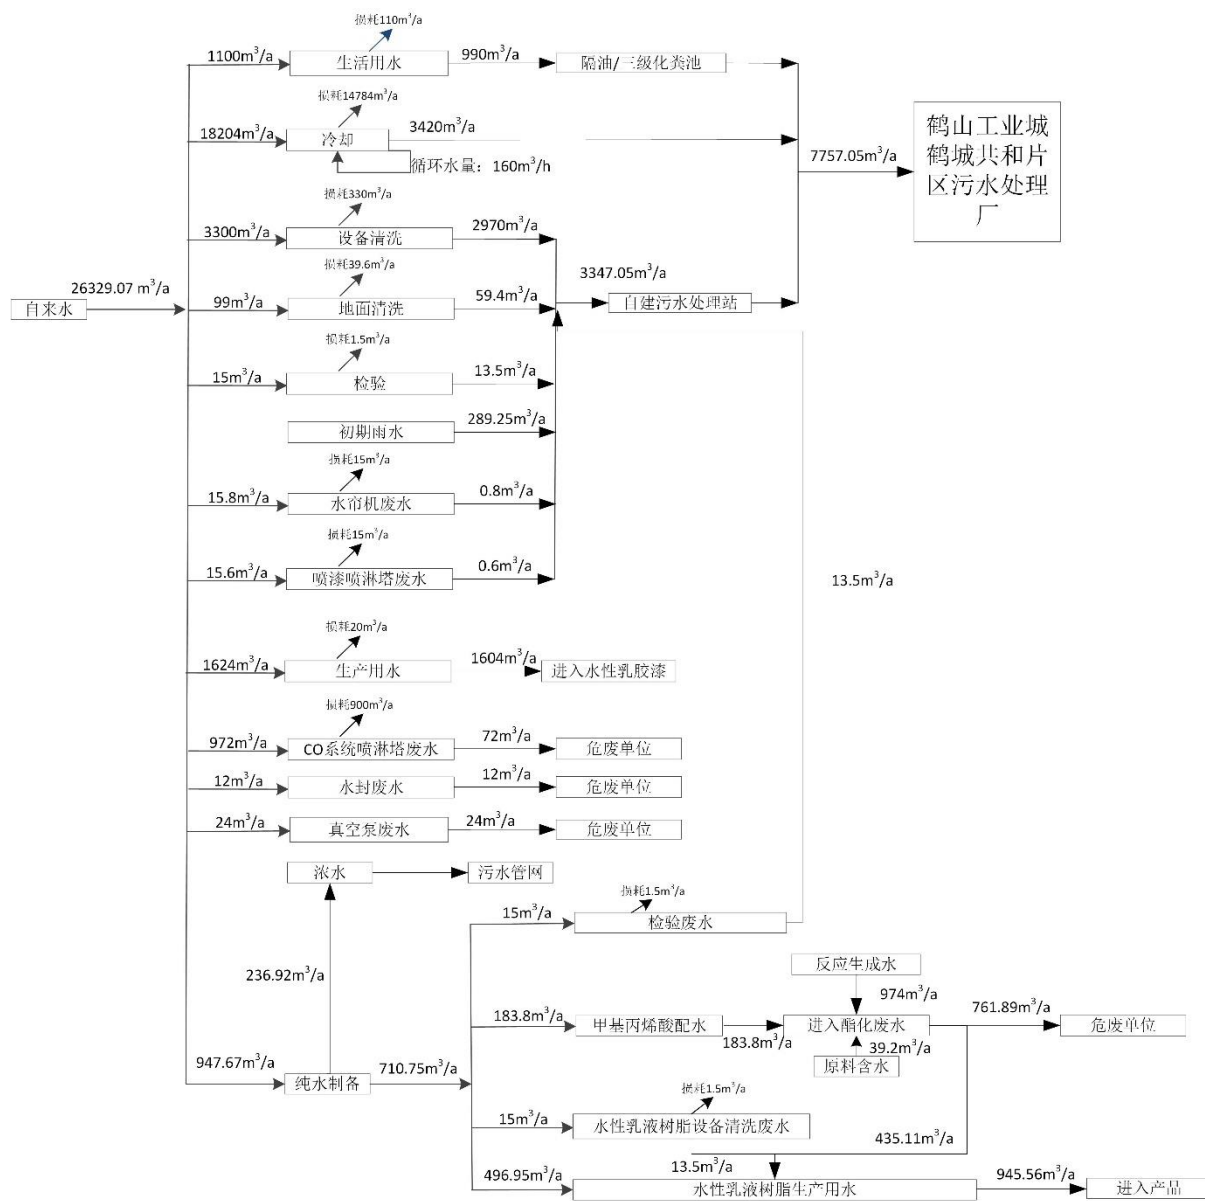 损耗110m³/a
1100m³/a
生活用水
990m³/a
隔油/三级化粪池
损耗14784m³/a
18204m³/a
冷却
3420m³/a
循环水量：160m³/h
7757.05m³/a
鹤山工业城
鹤城共和片
区污水处理
厂
损耗330m³/a
3300m³/a
设备清洗
2970m³/a
自来水
26329.07 m³/a
损耗39.6m³/a
99m³/a
地面清洗
59.4m³/a
3347.05m³/a
自建污水处理站
损耗1.5m³/a
15m³/a
检验
13.5m³/a
初期雨水
289.25m³/a
损耗15m³/a
15.8m³/a
水帘机废水
0.8m³/a
损耗15m³/a
15.6m³/a
喷漆喷淋塔废水
0.6m³/a
13.5m³/a
损耗20m³/a
1624m³/a
生产用水
1604m³/a
进入水性乳胶漆
损耗900m³/a
972m³/a
CO系统喷淋塔废水
72m³/a
危废单位
12m³/a
水封废水
12m³/a
危废单位
24m³/a
真空泵废水
24m³/a
危废单位
浓水
污水管网
236.92m³/a
947.67m³/a
纯水制备
710.75m³/a
损耗1.5m³/a
15m³/a
检验废水
反应生成水
974m³/a
183.8m³/a
甲基丙烯酸配水
183.8m³/a
进入酯化废水
761.89m³/a
危废单位
39.2m³/a
原料含水
损耗1.5m³/a
15m³/a
水性乳液树脂设备清洗废水
435.11m³/a
13.5m³/a
496.95m³/a
水性乳液树脂生产用水
945.56m³/a
进入产品